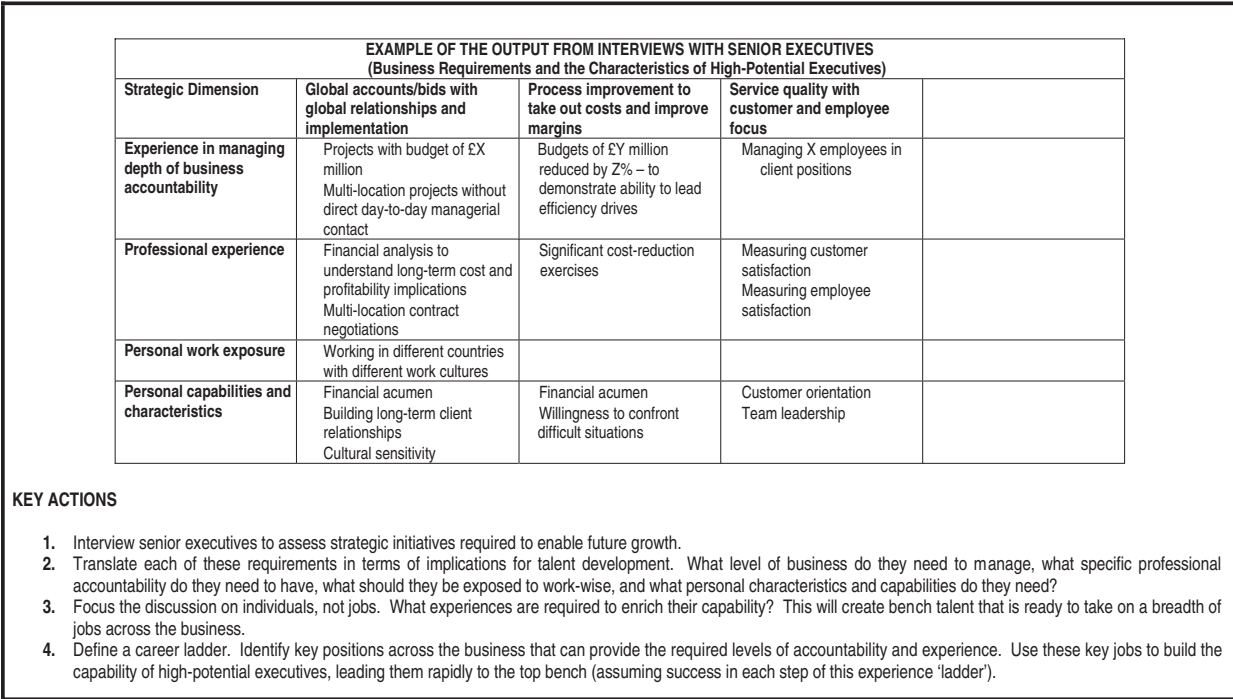 EXAMPLE OF THE OUTPUT FROM INTERVIEWS WITH SENIOR EXECUTIVES
(Business Requirements and the Characteristics of High-Potential Executives)
Strategic Dimension
Global accounts/bids with
global relationships and
implementation
Process improvement to
take out costs and improve
margins
Service quality with
customer and employee
focus
Experience in managing
depth of business
accountability
Projects with budget of £X
million
Multi-location projects without
direct day-to-day managerial
contact
Budgets of £Y million
reduced by Z% – to
demonstrate ability to lead
efficiency drives
Managing X employees in
client positions
Professional experience
Financial analysis to
understand long-term cost and
profitability implications
Multi-location contract
negotiations
Significant cost-reduction
exercises
Measuring customer
satisfaction
Measuring employee
satisfaction
Personal work exposure
Working in different countries
with different work cultures
Personal capabilities and
characteristics
Financial acumen
Building long-term client
relationships
Cultural sensitivity
Financial acumen
Willingness to confront
difficult situations
Customer orientation
Team leadership
KEY ACTIONS
1. Interview senior executives to assess strategic initiatives required to enable future growth.
2. Translate each of these requirements in terms of implications for talent development. What level of business do they need to manage, what specific professional
accountability do they need to have, what should they be exposed to work-wise, and what personal characteristics and capabilities do they need?
3. Focus the discussion on individuals, not jobs. What experiences are required to enrich their capability? This will create bench talent that is ready to take on a breadth of
jobs across the business.
4. Define a career ladder. Identify key positions across the business that can provide the required levels of accountability and experience. Use these key jobs to build the
capability of high-potential executives, leading them rapidly to the top bench (assuming success in each step of this experience ‘ladder’).